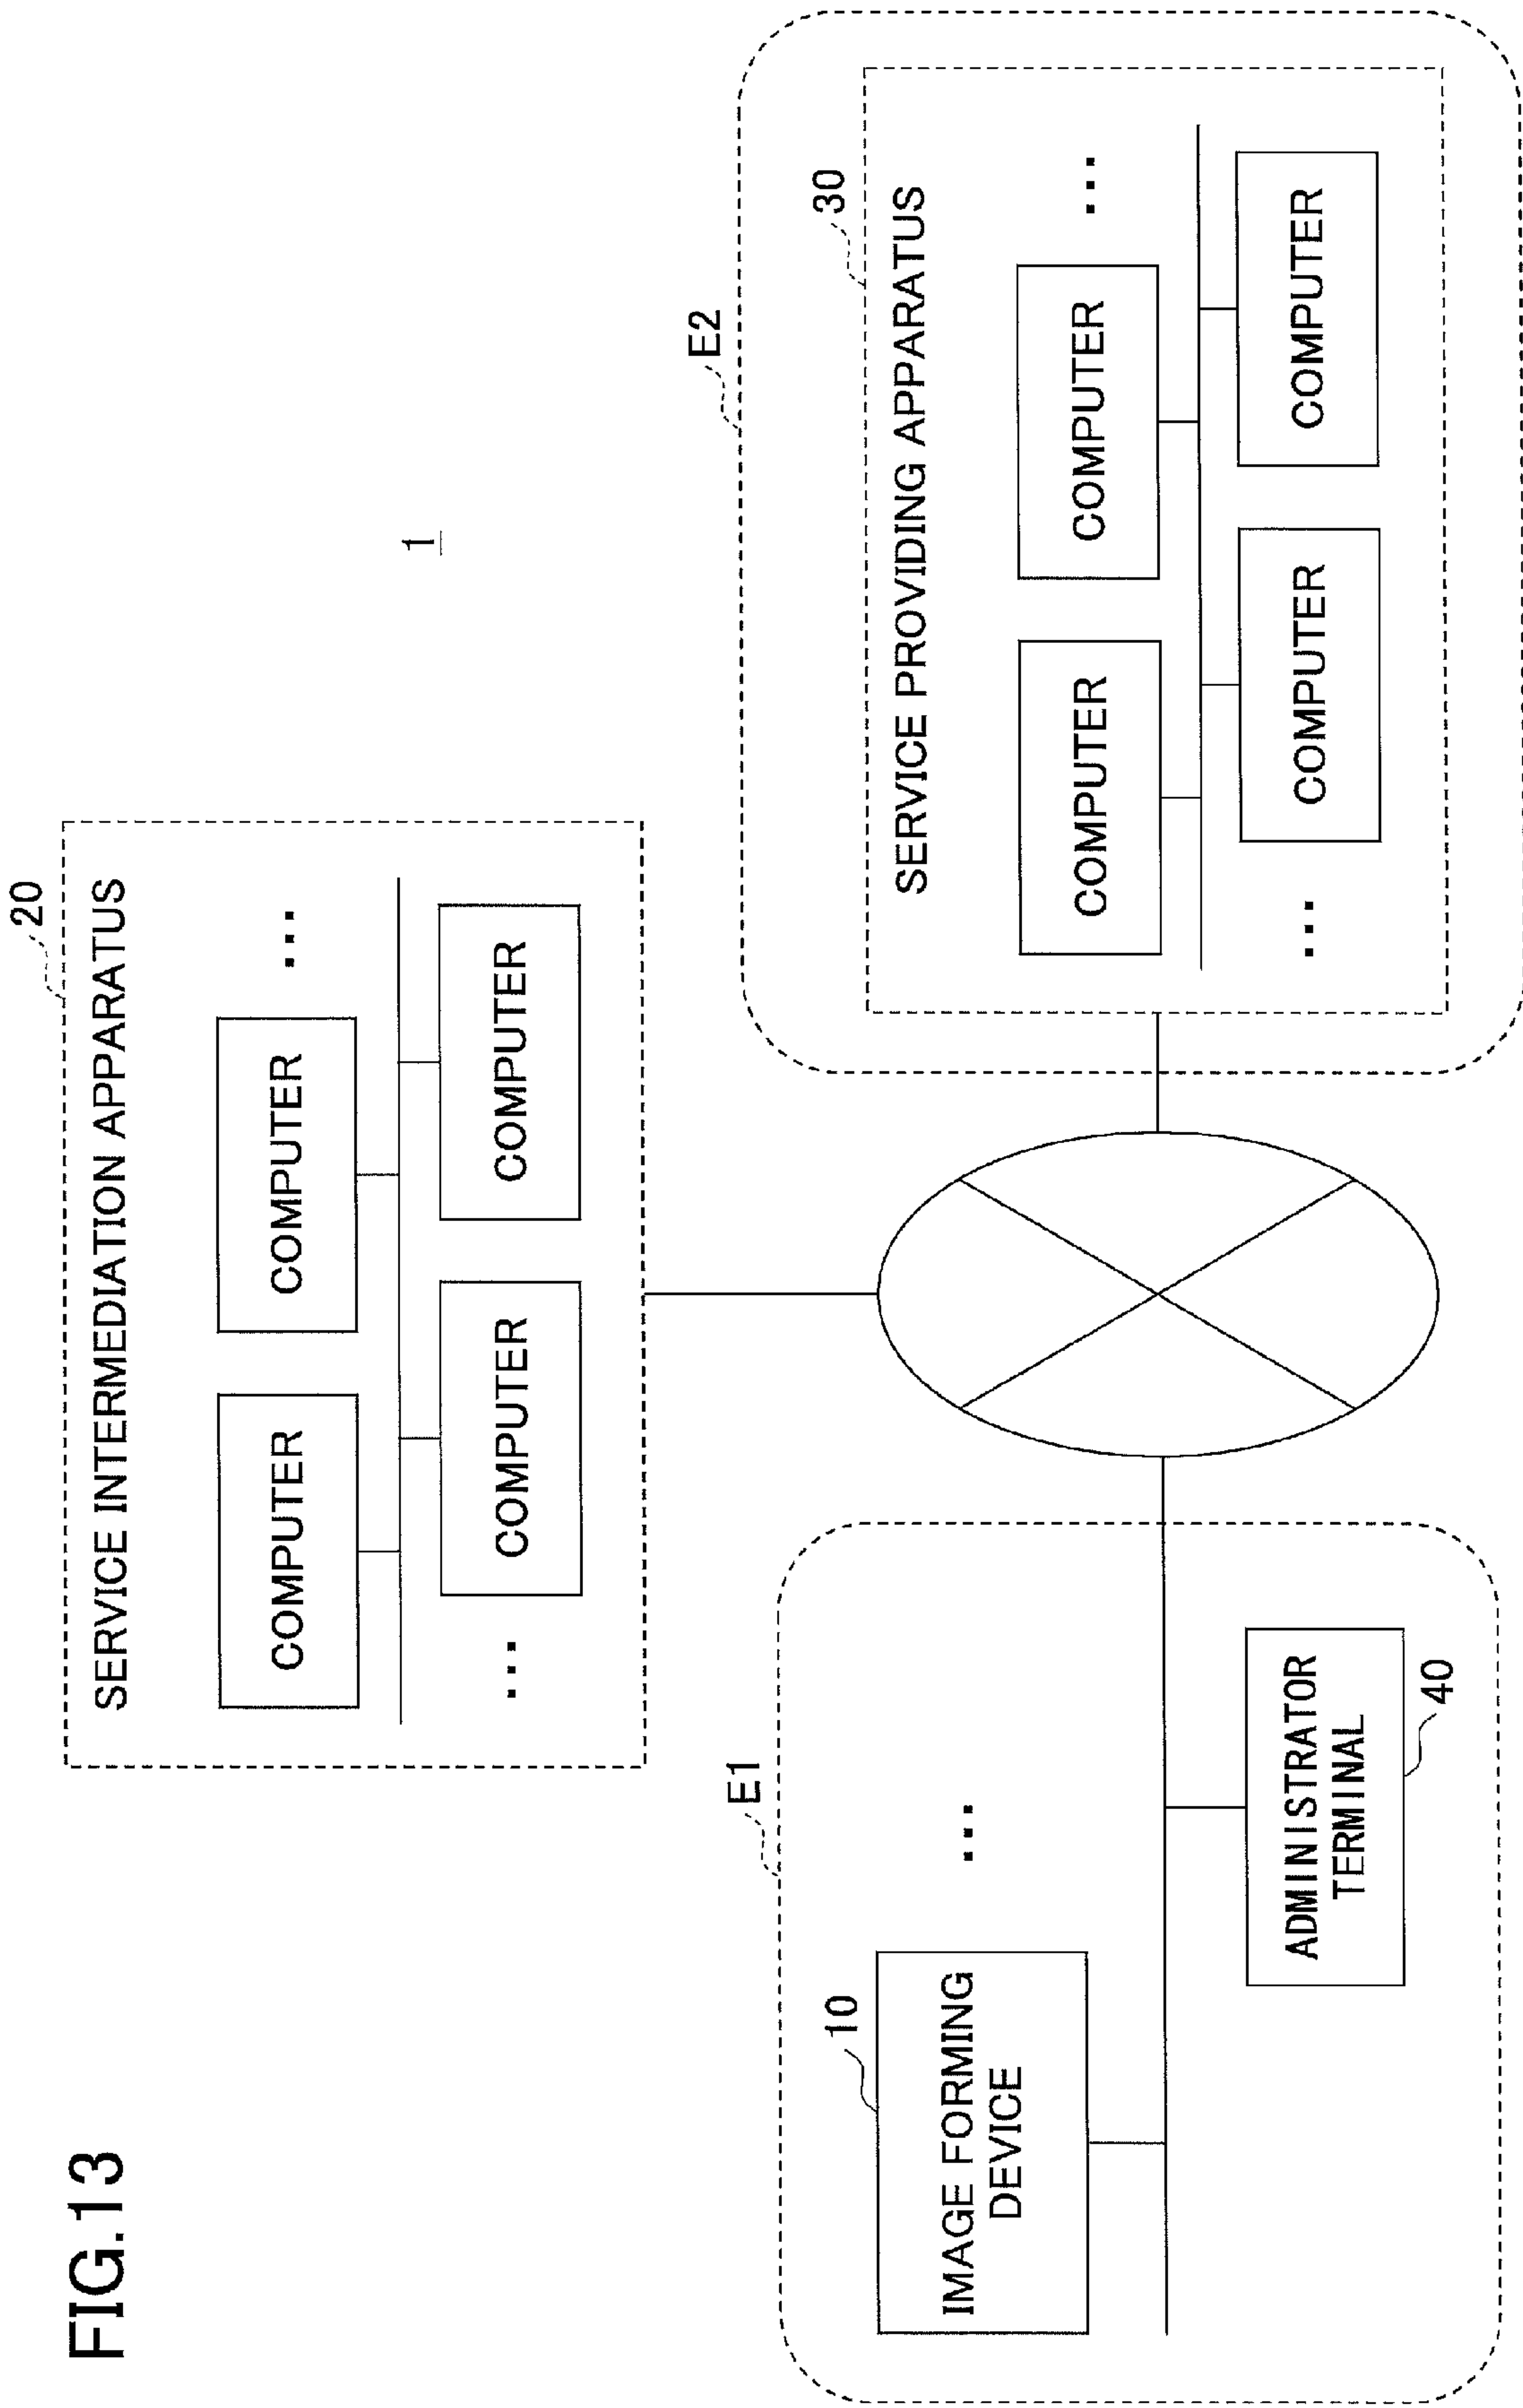 FIG.13
1
20
SERVICE INTERMEDIATION APPARATUS
COMPUTER
COMPUTER
...
COMPUTER
COMPUTER
...
E1
10
IMAGE FORMING
DEVICE
...
ADMINISTRATOR
TERMINAL
40
E2
30
SERVICE PROVIDING APPARATUS
COMPUTER
COMPUTER
...
COMPUTER
COMPUTER
...